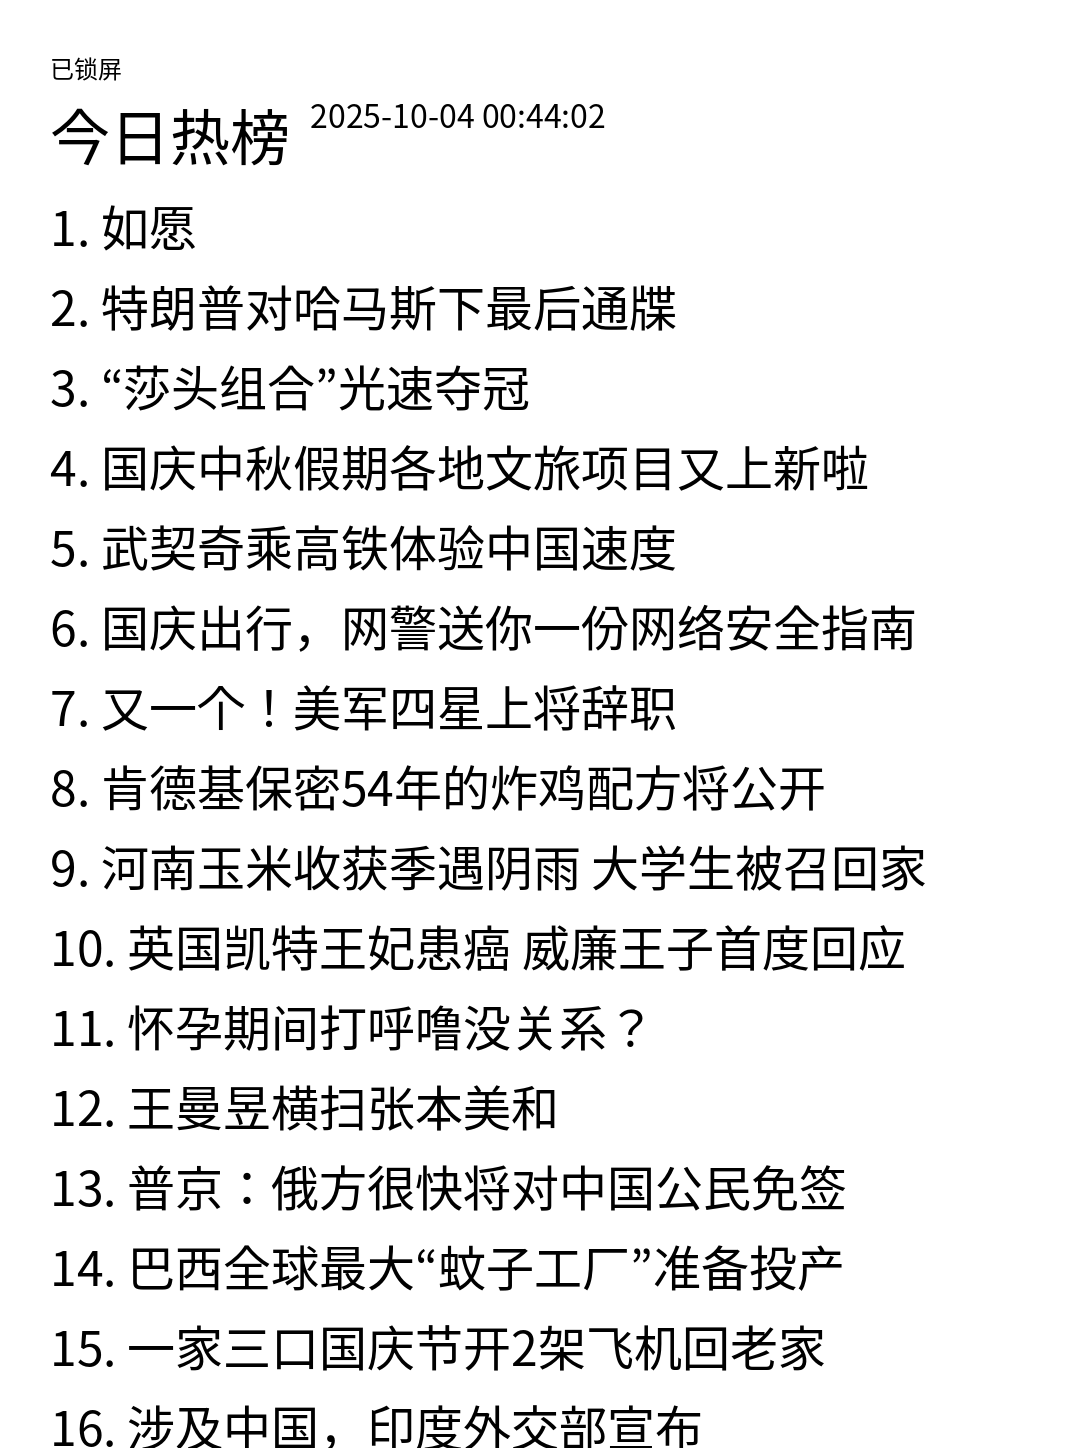 已锁屏
今日热榜 2025-10-04 00:44:02
1. 如愿
2. 特朗普对哈马斯下最后通牒
3. “莎头组合”光速夺冠
4. 国庆中秋假期各地文旅项目又上新啦
5. 武契奇乘高铁体验中国速度
6. 国庆出行，网警送你一份网络安全指南
7. 又一个！美军四星上将辞职
8. 肯德基保密54年的炸鸡配方将公开
9. 河南玉米收获季遇阴雨 大学生被召回家
10. 英国凯特王妃患癌 威廉王子首度回应
11. 怀孕期间打呼噜没关系？
12. 王曼昱横扫张本美和
13. 普京：俄方很快将对中国公民免签
14. 巴西全球最大“蚊子工厂”准备投产
15. 一家三口国庆节开2架飞机回老家
16. 涉及中国，印度外交部宣布